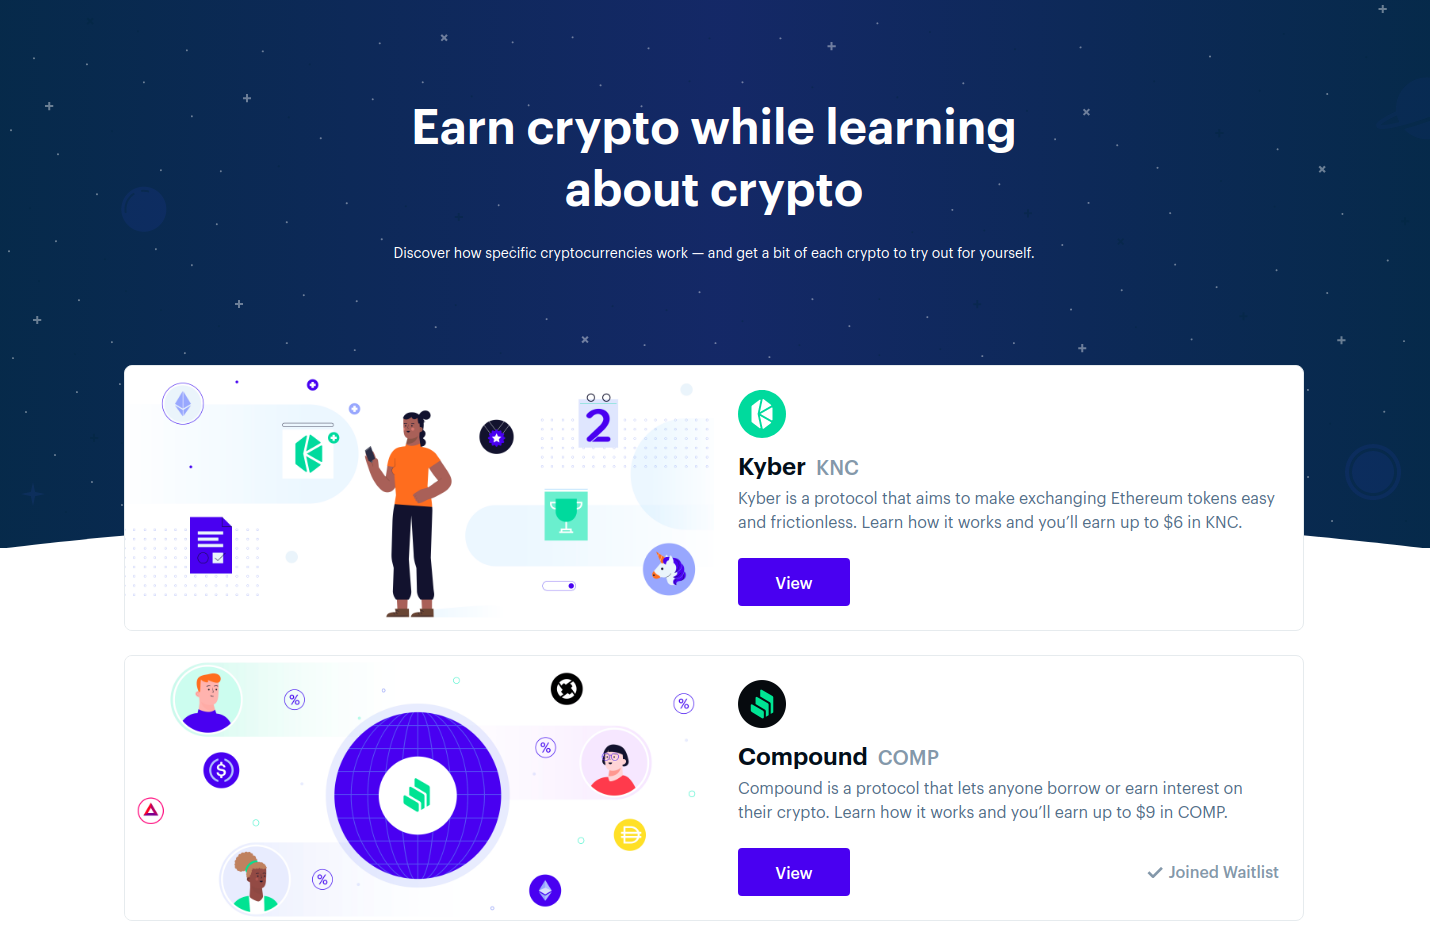 Earn crypto while learning
about crypto
Discover how specific cryptocurrencies work — and get a bit of each crypto to try out for yourself.
2
Kyber KNC
Kyber is a protocol that aims to make exchanging Ethereum tokens easy
and frictionless. Learn how it works and you’ll earn up to $6 in KNC.
View
%
%
%
$
%
Compound COMP
Compound is a protocol that lets anyone borrow or earn interest on
their crypto. Learn how it works and you’ll earn up to $9 in COMP.
View
Joined Waitlist